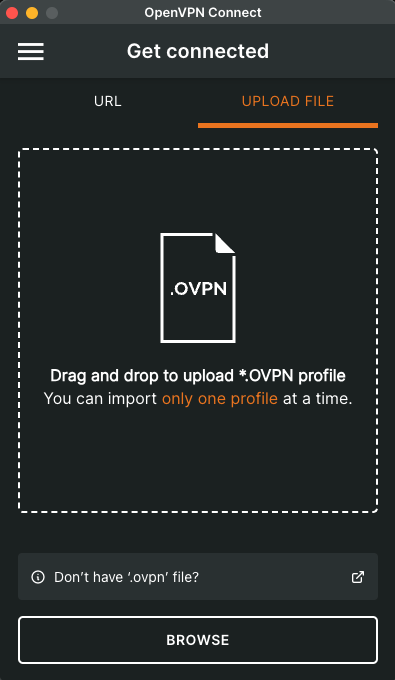 OpenVPN Connect
Get connected
URL
UPLOAD FILE
.OVPN
Drag and drop to upload *.OVPN profile
You can import only one profile at a time.
Don’t have ‘.ovpn’ file?
BROWSE